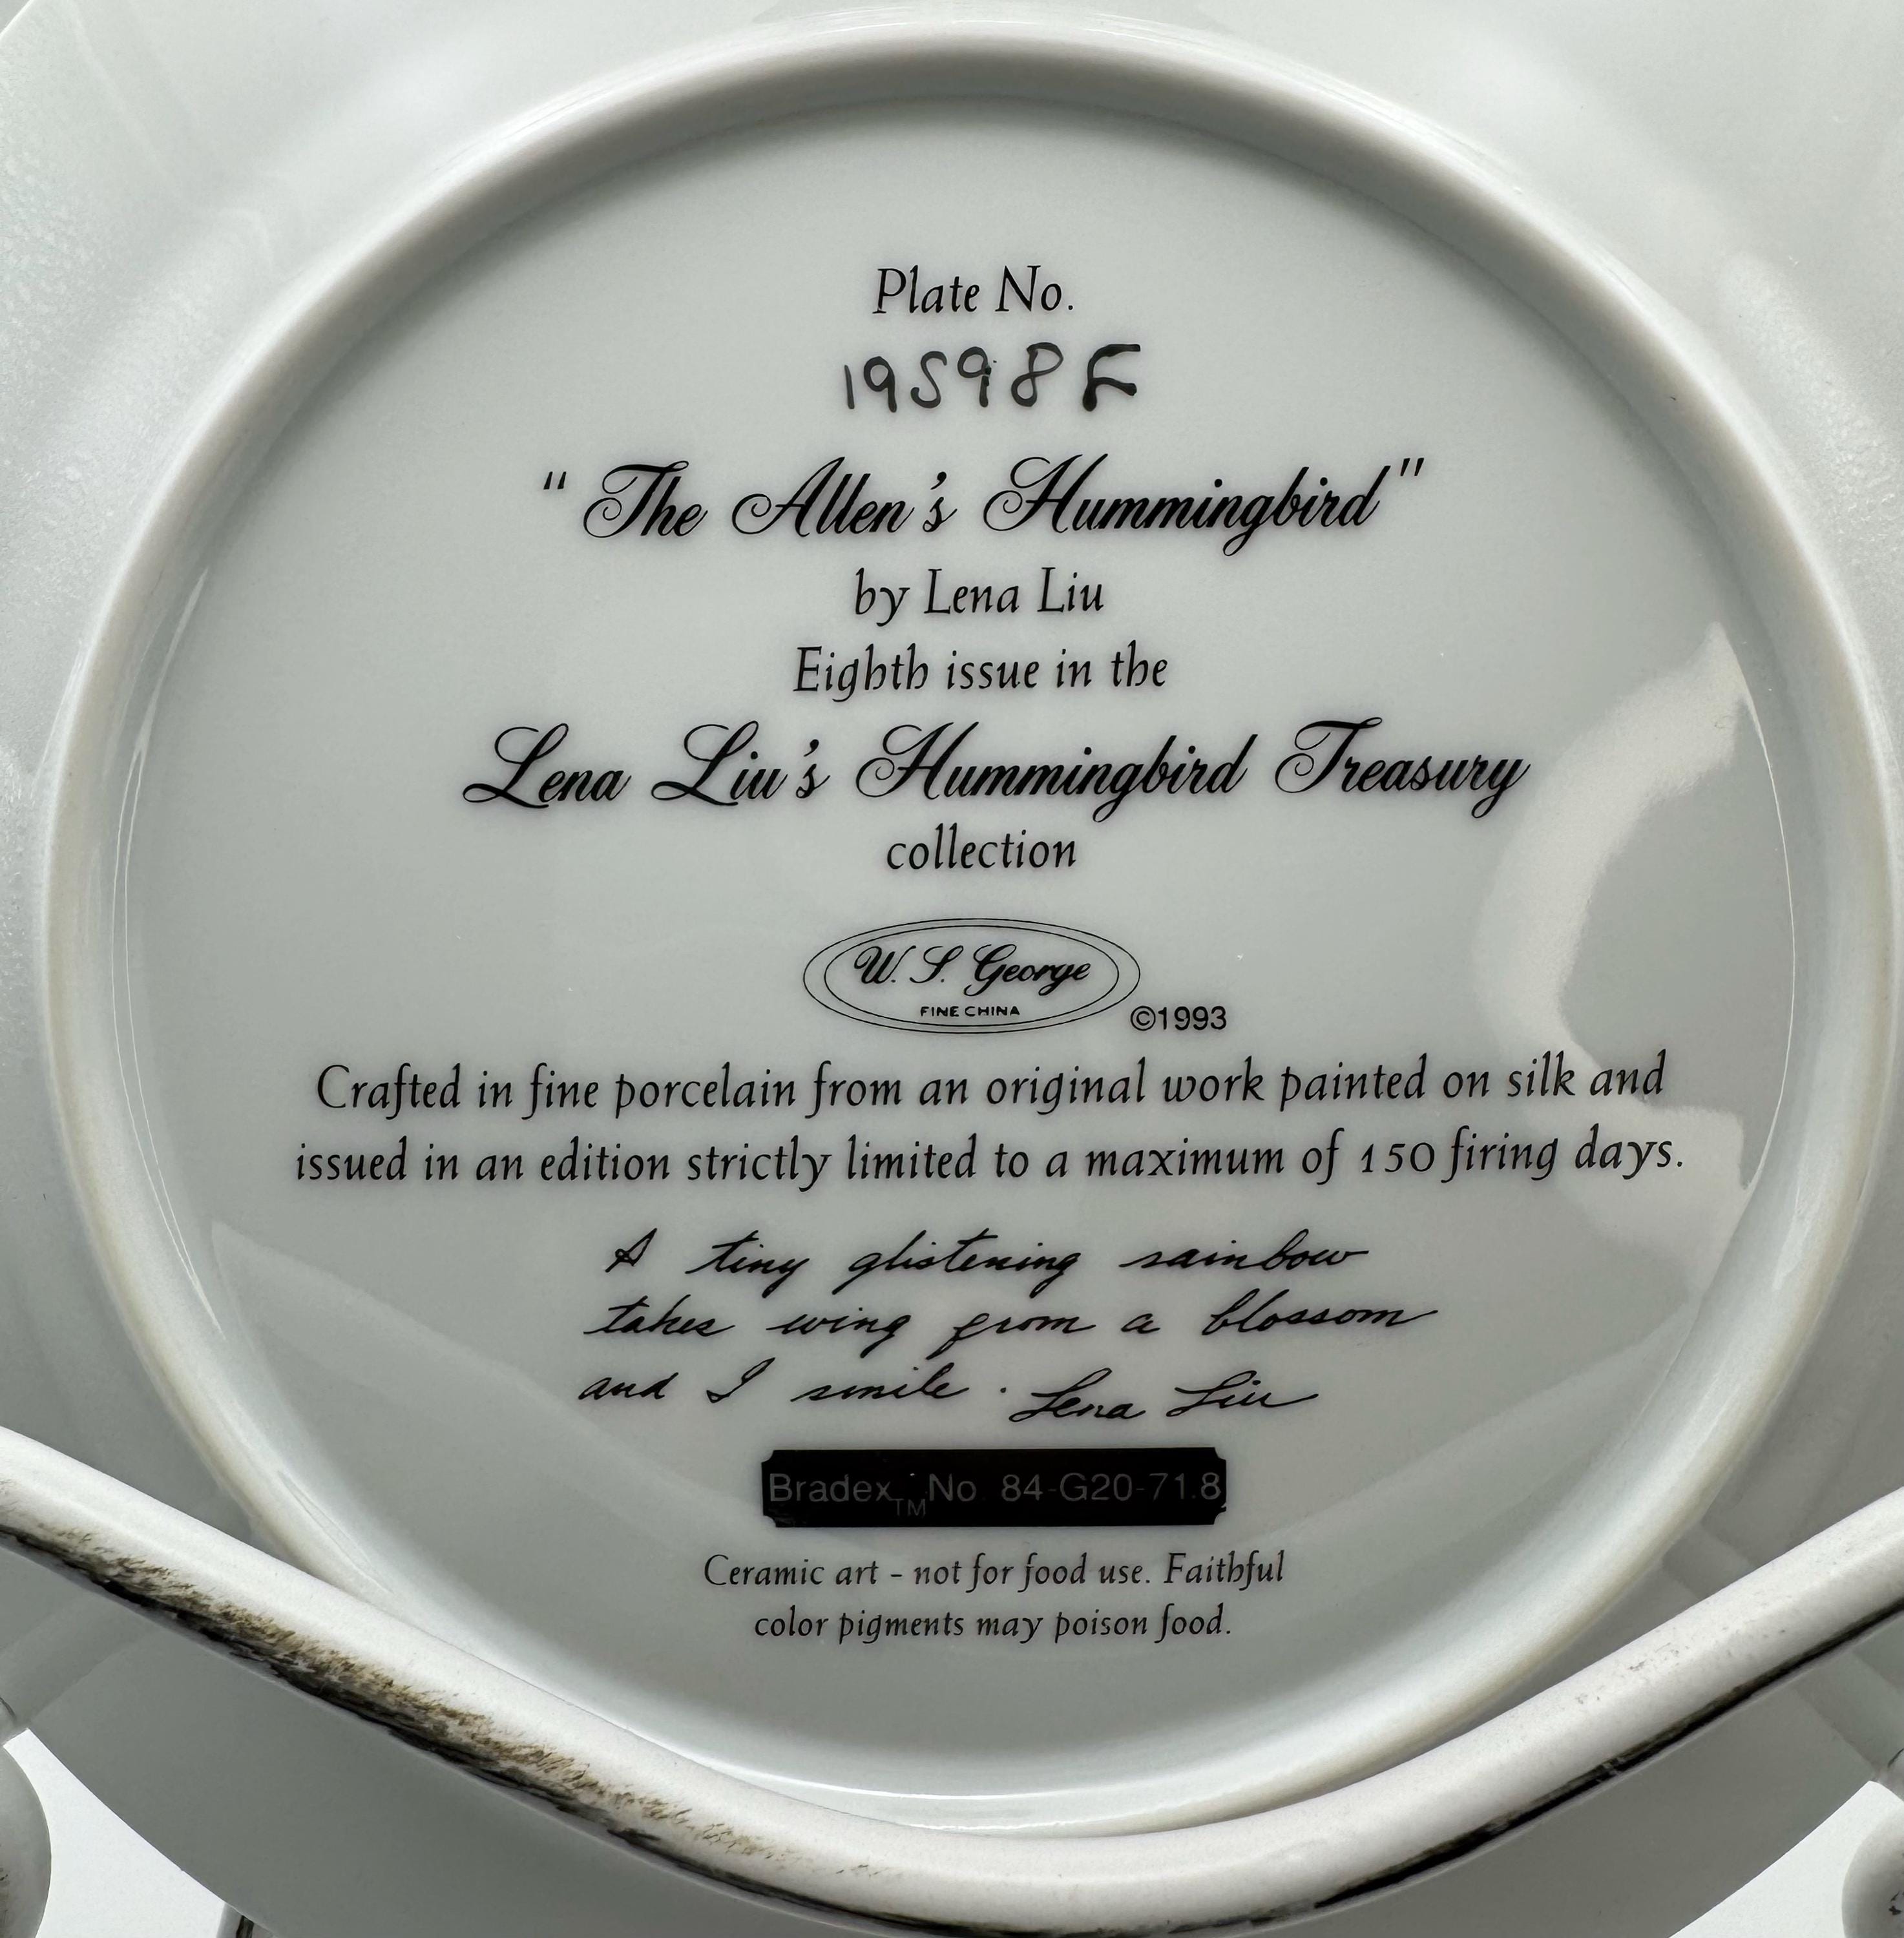 Plate No.
19598F
"The Allen's Hummingbird"
by Lena Liu
Eighth issue in the
Lena Liu's Hummingbird Treasury
collection
W. S. George
FINE CHINA
©1993
Crafted in fine porcelain from an original work painted on silk and
issued in an edition strictly limited to a maximum of 150 firing days.
A tiny glistening rainbow
takes wing from a blossom
and I smile. Lena Liu
Bradex™ No 84-G20-71.8
Ceramic art - not for food use. Faithful
color pigments may poison food.